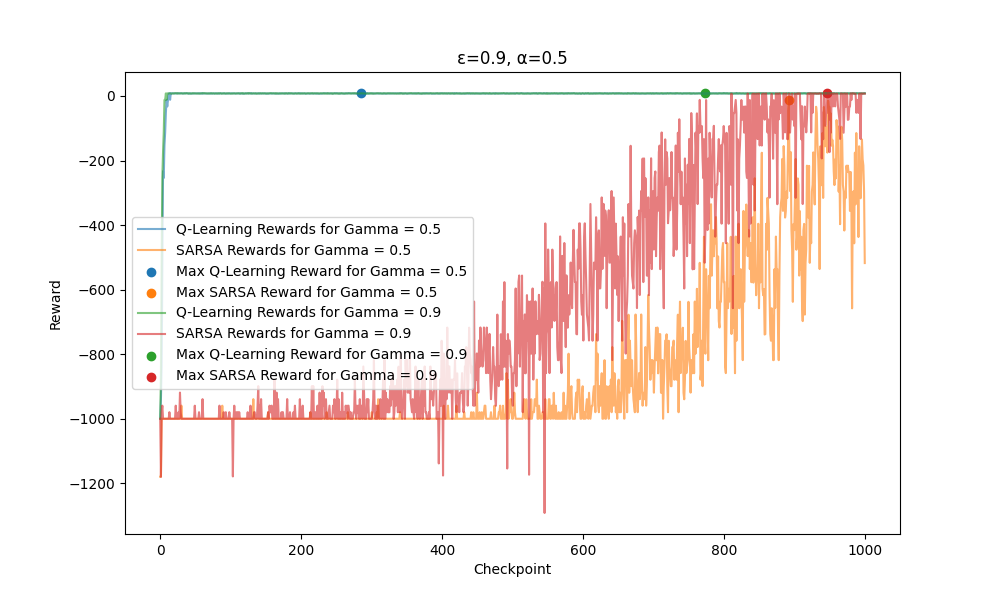 ε=0.9, α=0.5
Reward
0
−200
−400
−600
−800
−1000
−1200
Q-Learning Rewards for Gamma = 0.5
SARSA Rewards for Gamma = 0.5
Max Q-Learning Reward for Gamma = 0.5
Max SARSA Reward for Gamma = 0.5
Q-Learning Rewards for Gamma = 0.9
SARSA Rewards for Gamma = 0.9
Max Q-Learning Reward for Gamma = 0.9
Max SARSA Reward for Gamma = 0.9
0 200 400 600 800 1000
Checkpoint